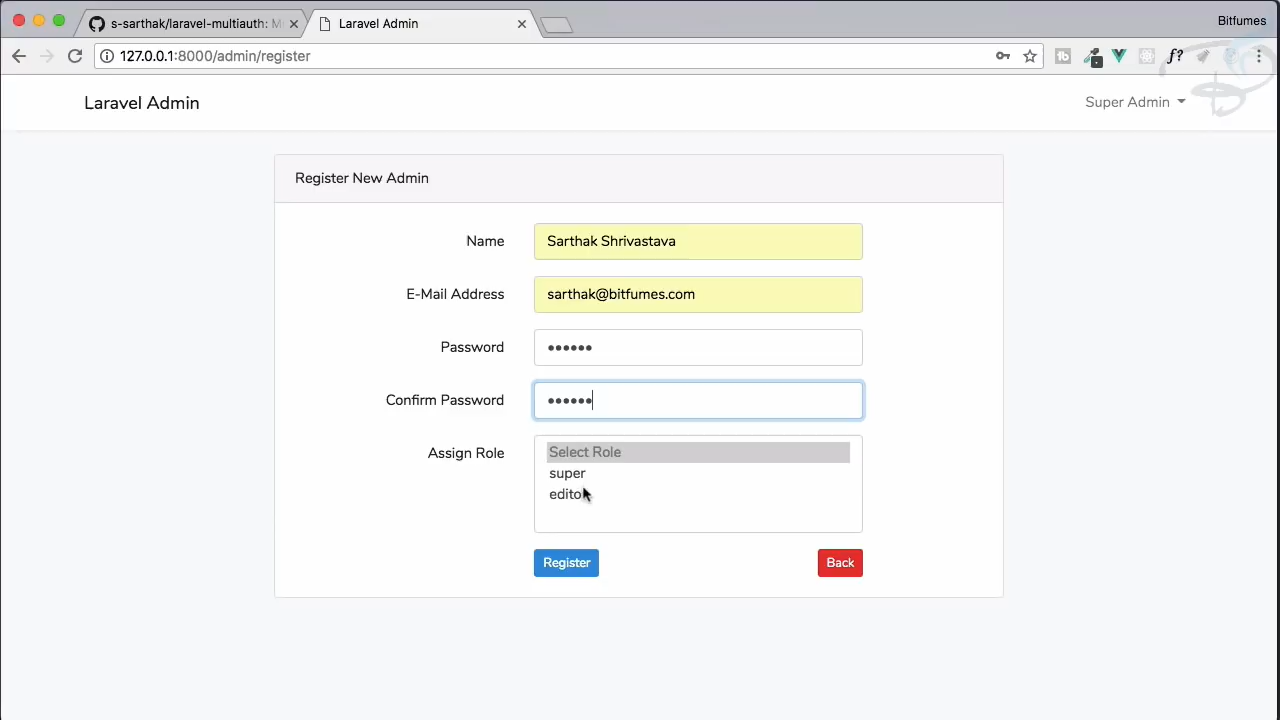 s-sarthak/laravel-multiauth: M
Laravel Admin
Bitfumes
127.0.0.1:8000/admin/register
Laravel Admin
Super Admin
Register New Admin
Name
Sarthak Shrivastava
E-Mail Address
sarthak@bitfumes.com
Password
••••••
Confirm Password
••••••
Assign Role
Select Role
super
edito
Register
Back